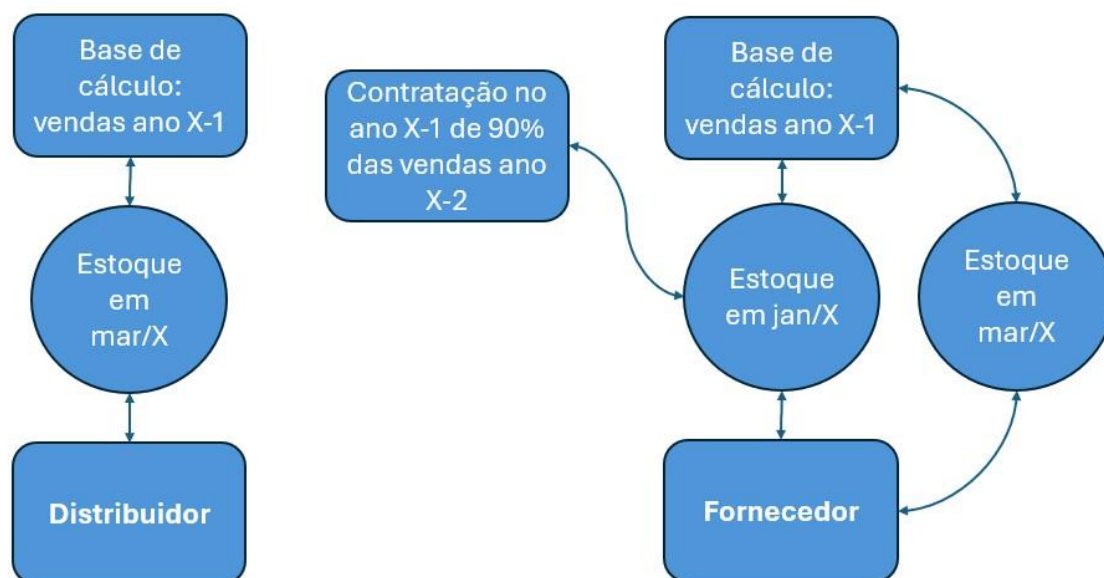 Base de
cálculo:
vendas ano X-1
Estoque
em
mar/X
Distribuidor
Contratação no
ano X-1 de 90%
das vendas ano
X-2
Base de
cálculo:
vendas ano X-1
Estoque
em jan/X
Estoque
em
mar/X
Fornecedor